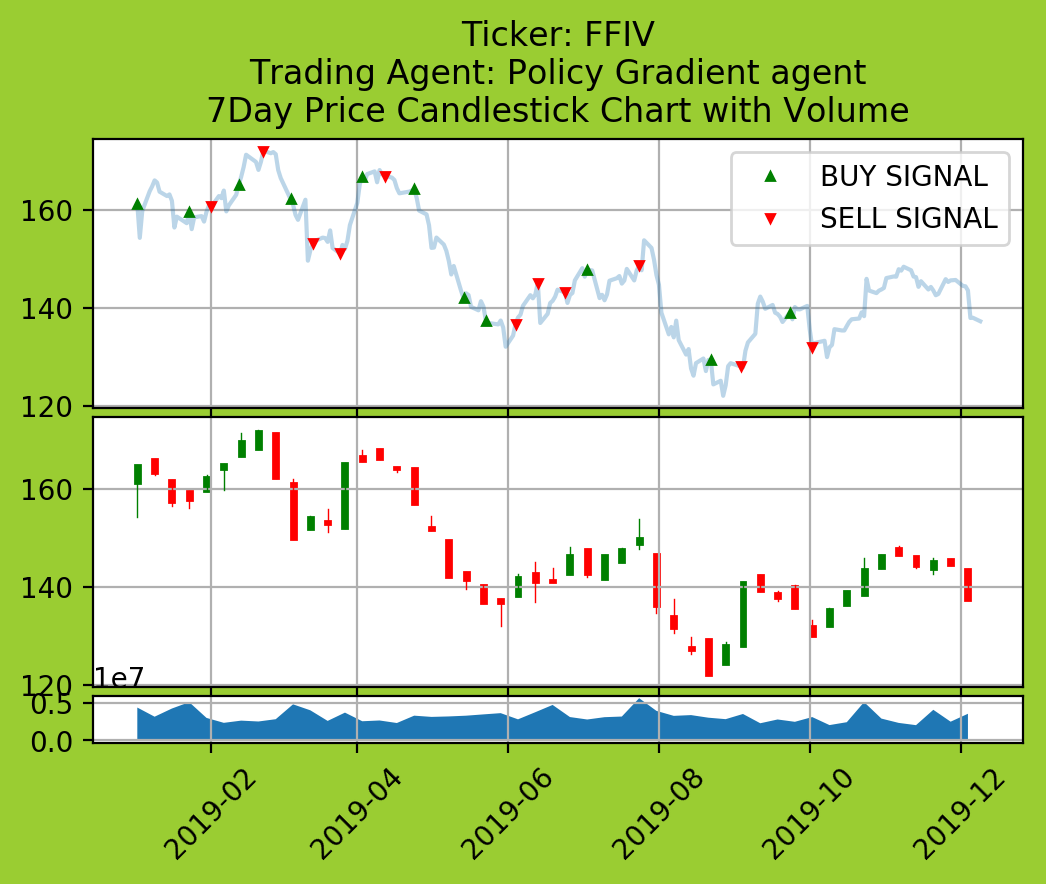 Ticker: FFIV
Trading Agent: Policy Gradient agent
7Day Price Candlestick Chart with Volume
BUY SIGNAL
SELL SIGNAL
160
140
120
160
140
120
1e7
0.5
0.0
2019-02
2019-04
2019-06
2019-08
2019-10
2019-12